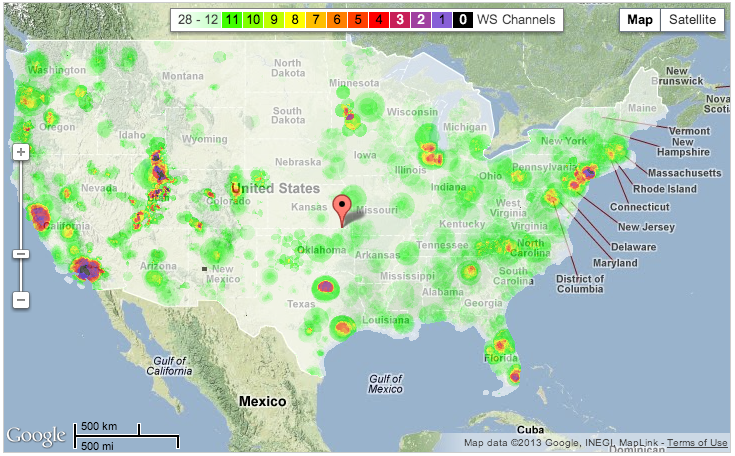 28 - 12 11 10 9 8 7 6 5 4 3 2 1 0 WS Channels
Map Satellite
Washington
Montana
North
Dakota
Minnesota
New
Brunswick
Maine
Nova
Oregon
Idaho
South
Dakota
Wisconsin
Michigan
Vermont
New
Hampshire
Wyoming
New York
Iowa
Nebraska
Illinois
Ohio
Pennsylvania
Massachusetts
Rhode Island
Connecticut
Nevada
United States
Colorado
Indiana
Kansas
Missouri
West
Virginia
Virginia
New Jersey
California
Kentucky
Delaware
Oklahoma
Tennessee
North
Carolina
Maryland
Arizona
New
Mexico
Arkansas
Mississippi
South
Carolina
District of
Columbia
Texas
Alabama
Georgia
Louisiana
Florida
Gulf of
California
Gulf of
Mexico
Mexico
Cuba
Google
500 km
500 mi
Map data ©2013 Google, INEGI, MapLink - Terms of Use